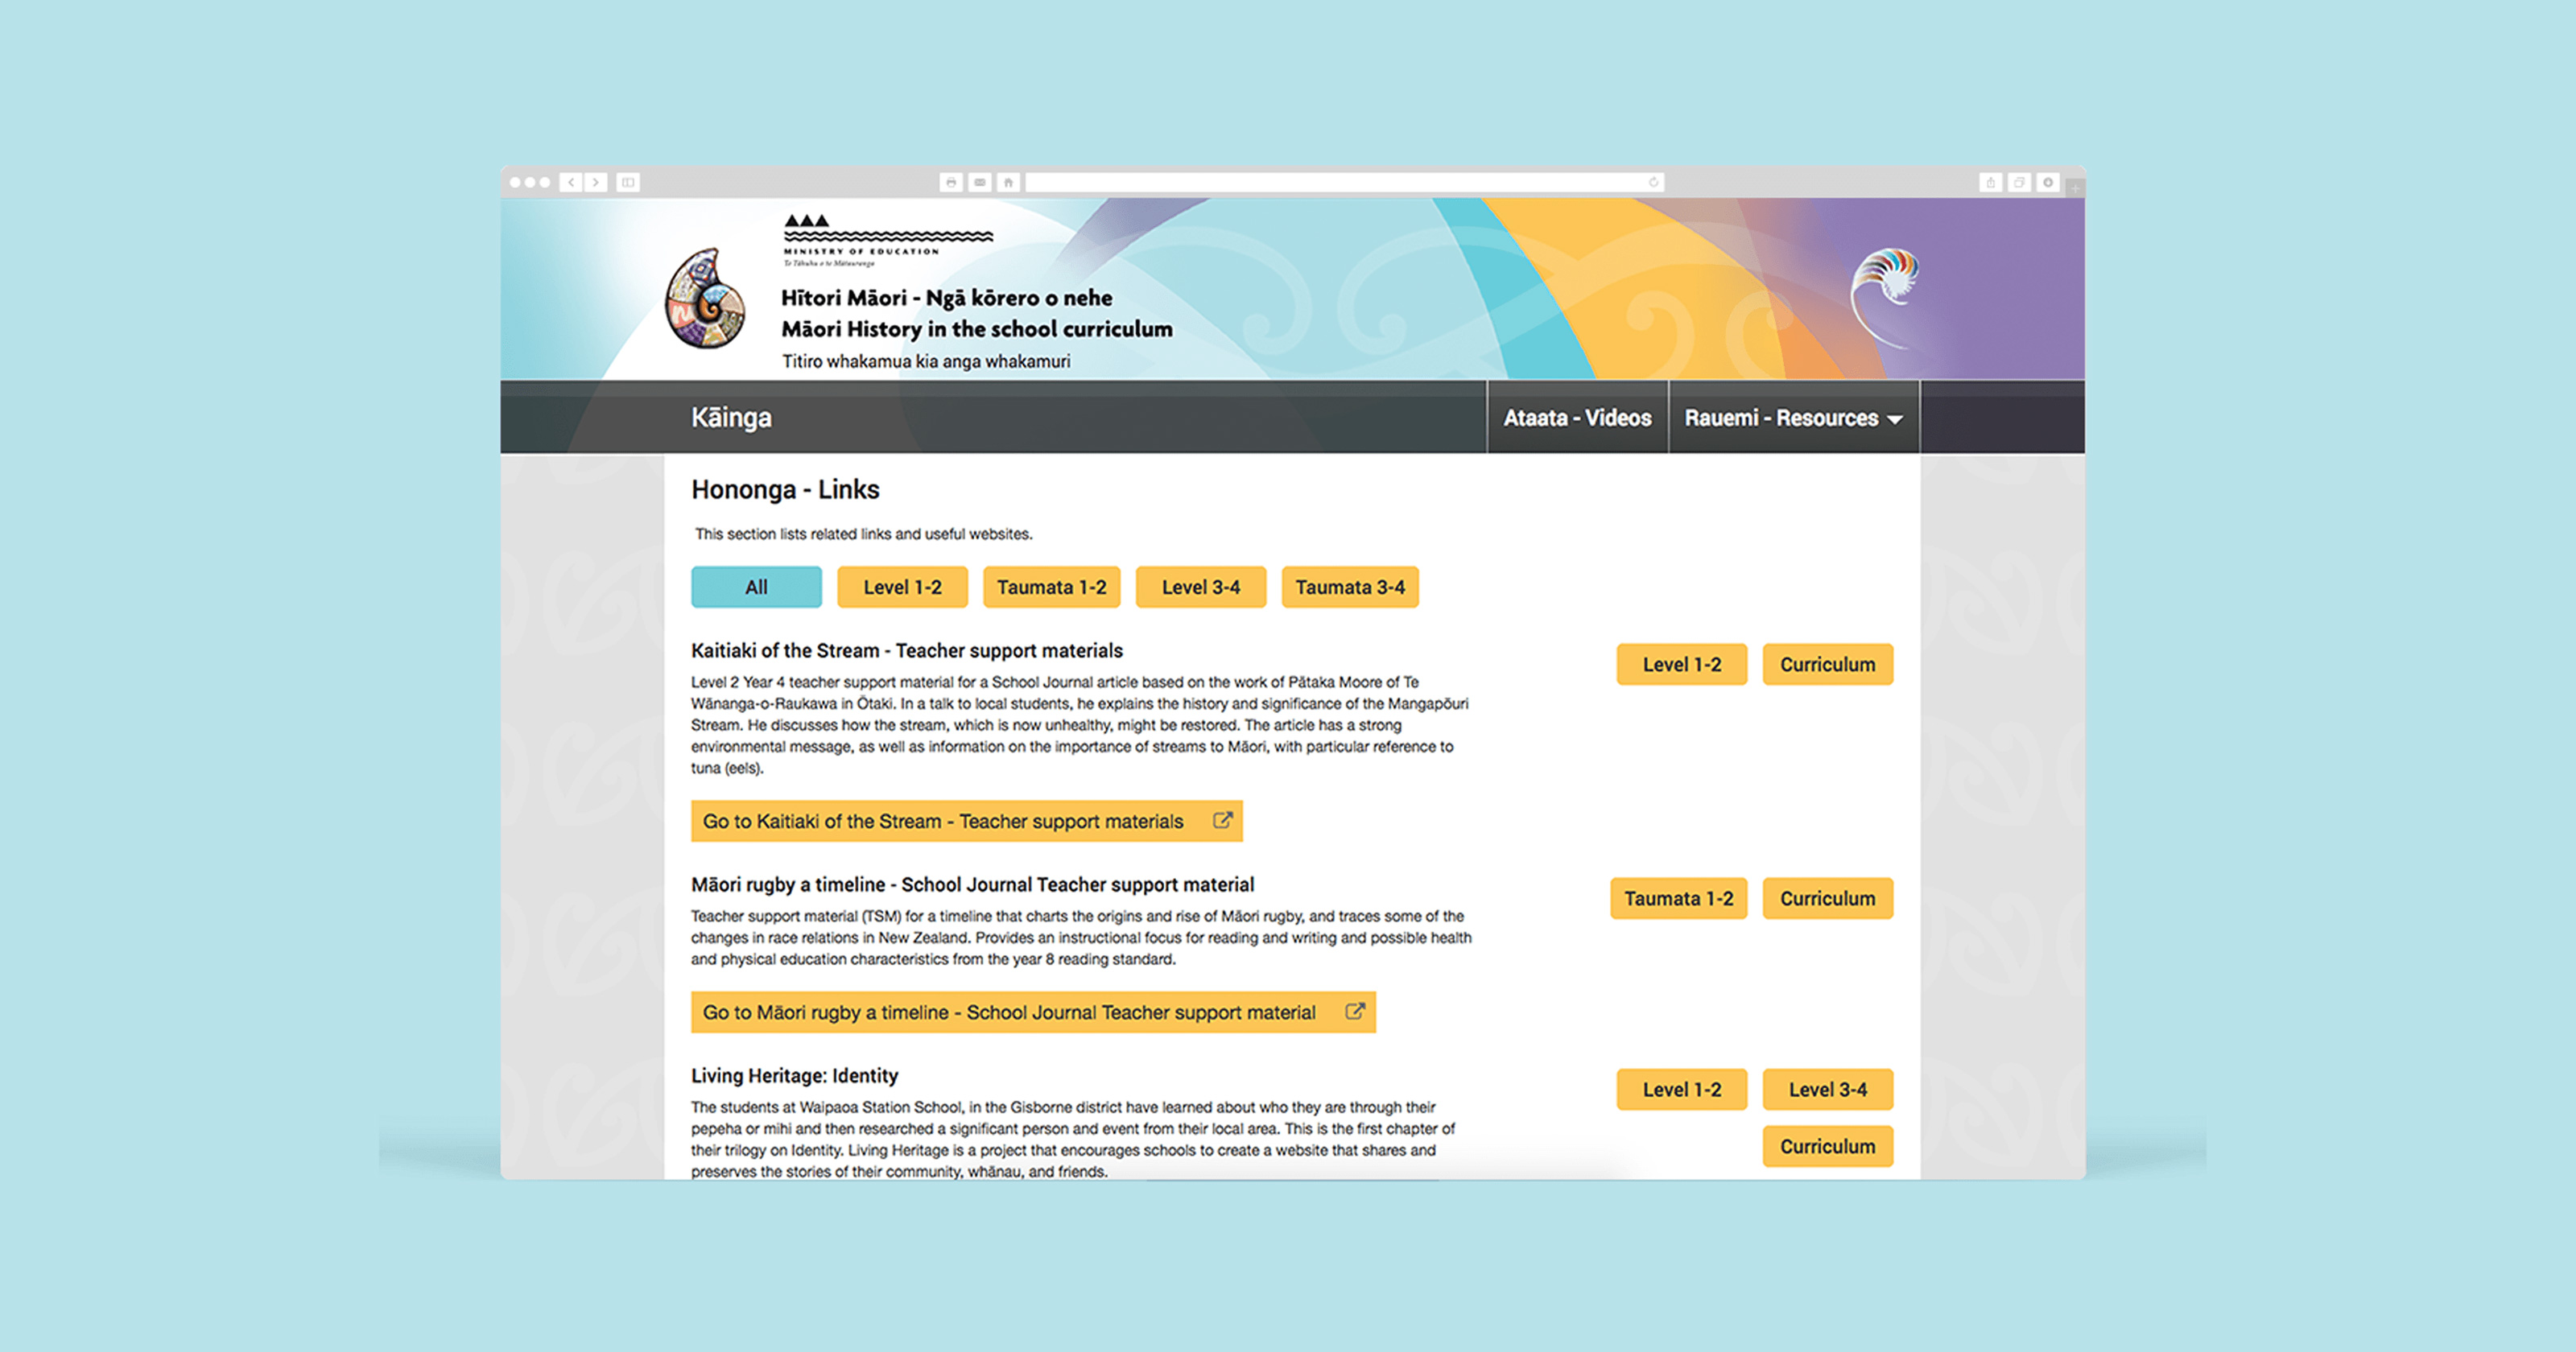 MINISTRY OF EDUCATION
Te Tāhuhu o te Mātauranga
Hītori Māori - Ngā kōrero o nehe
Māori History in the school curriculum
Titiro whakamua kia anga whakamuri
Kāinga
Ataata - Videos
Rauemi - Resources
Hononga - Links
This section lists related links and useful websites.
All
Level 1-2
Taumata 1-2
Level 3-4
Taumata 3-4
Kaitiaki of the Stream - Teacher support materials
Level 1-2
Curriculum
Level 2 Year 4 teacher support material for a School Journal article based on the work of Pātaka Moore of Te
Wānanga-o-Raukawa in Ōtaki. In a talk to local students, he explains the history and significance of the Mangapōuri
Stream. He discusses how the stream, which is now unhealthy, might be restored. The article has a strong
environmental message, as well as information on the importance of streams to Māori, with particular reference to
tuna (eels).
Go to Kaitiaki of the Stream - Teacher support materials
Māori rugby a timeline - School Journal Teacher support material
Taumata 1-2
Curriculum
Teacher support material (TSM) for a timeline that charts the origins and rise of Māori rugby, and traces some of the
changes in race relations in New Zealand. Provides an instructional focus for reading and writing and possible health
and physical education characteristics from the year 8 reading standard.
Go to Māori rugby a timeline - School Journal Teacher support material
Living Heritage: Identity
Level 1-2
Level 3-4
Curriculum
The students at Waipaoa Station School, in the Gisborne district have learned about who they are through their
pepeha or mihi and then researched a significant person and event from their local area. This is the first chapter of
their trilogy on Identity. Living Heritage is a project that encourages schools to create a website that shares and
preserves the stories of their community, whānau, and friends.